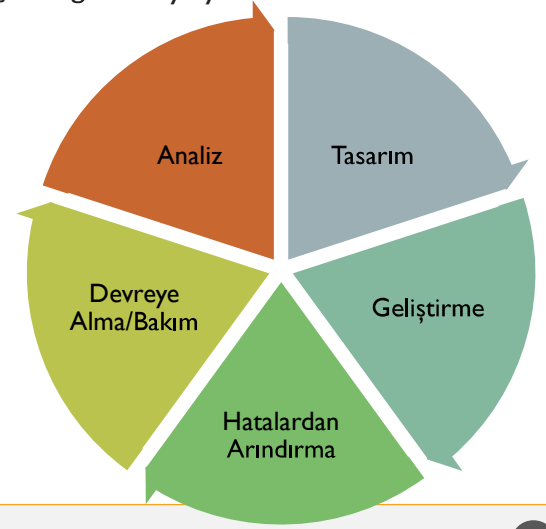 Analiz
Tasarım
Geliştirme
Hatalardan
Arındırma
Devreye
Alma/Bakım